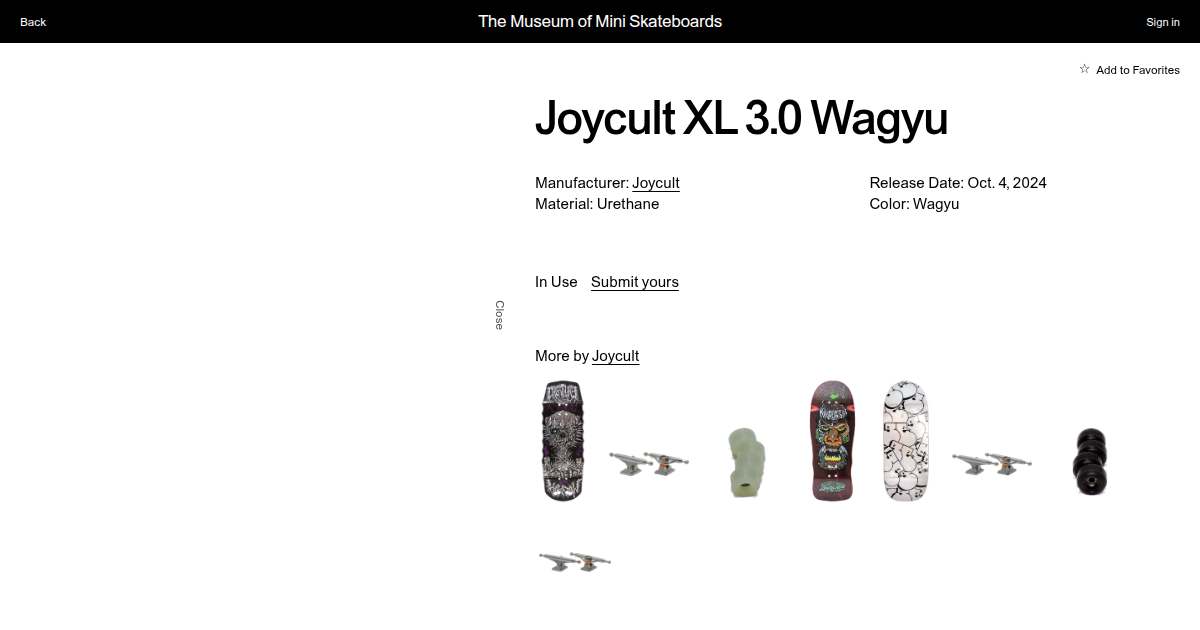 Back
The Museum of Mini Skateboards
Sign in
☆ Add to Favorites
Joycult XL 3.0 Wagyu
Manufacturer: Joycult
Material: Urethane
Release Date: Oct. 4, 2024
Color: Wagyu
In Use Submit yours
Close
More by Joycult